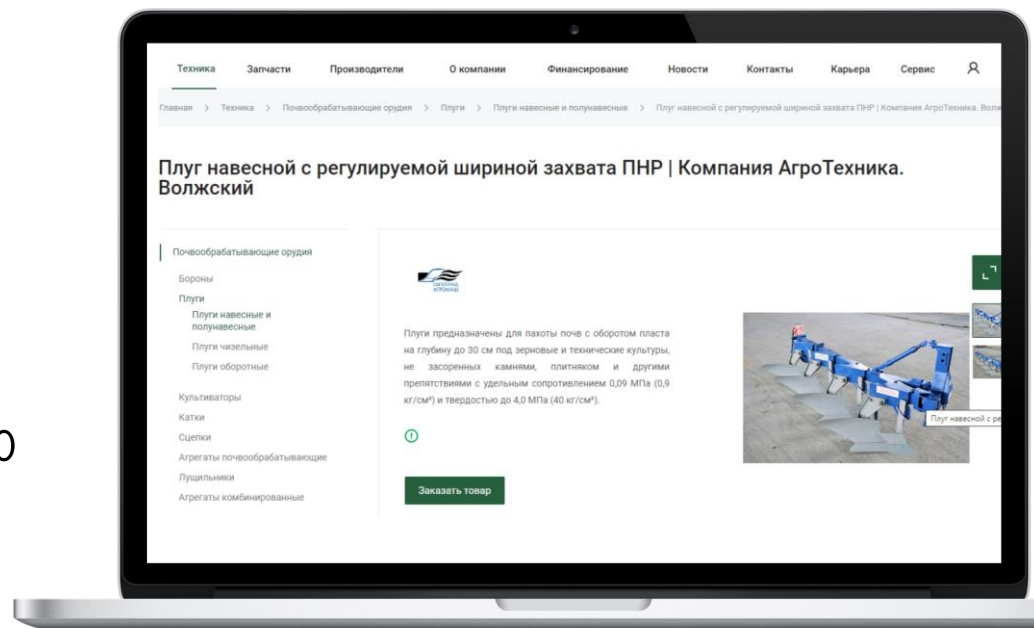 Техника Запчасти Производители О компании Финансирование Новости Контакты Карьера Сервис
Главная > Техника > Почвообрабатывающие орудия > Плуги > Плуги навесные и полунавесные > Плуг навесной с регулируемой шириной захвата ПНР | Компания АгроТехника. Волж
Плуг навесной с регулируемой шириной захвата ПНР | Компания АгроТехника.
Волжский
Почвообрабатывающие орудия
Бороны
Плуги
Плуги навесные и
полунавесные
Плуги чизельные
Плуги оборотные
Культиваторы
Катки
Сцепки
Агрегаты почвообрабатывающие
Лущильники
Агрегаты комбинированные
АГРОМАШ
Плуги предназначены для пахоты почв с оборотом пласта
на глубину до 30 см под зерновые и технические культуры,
не засоренных камнями, плитняком и другими
препятствиями с удельным сопротивлением 0,09 МПа (0,9
кг/см²) и твердостью до 4,0 МПа (40 кг/см²).
Заказать товар
Плуг навесной с ре
0